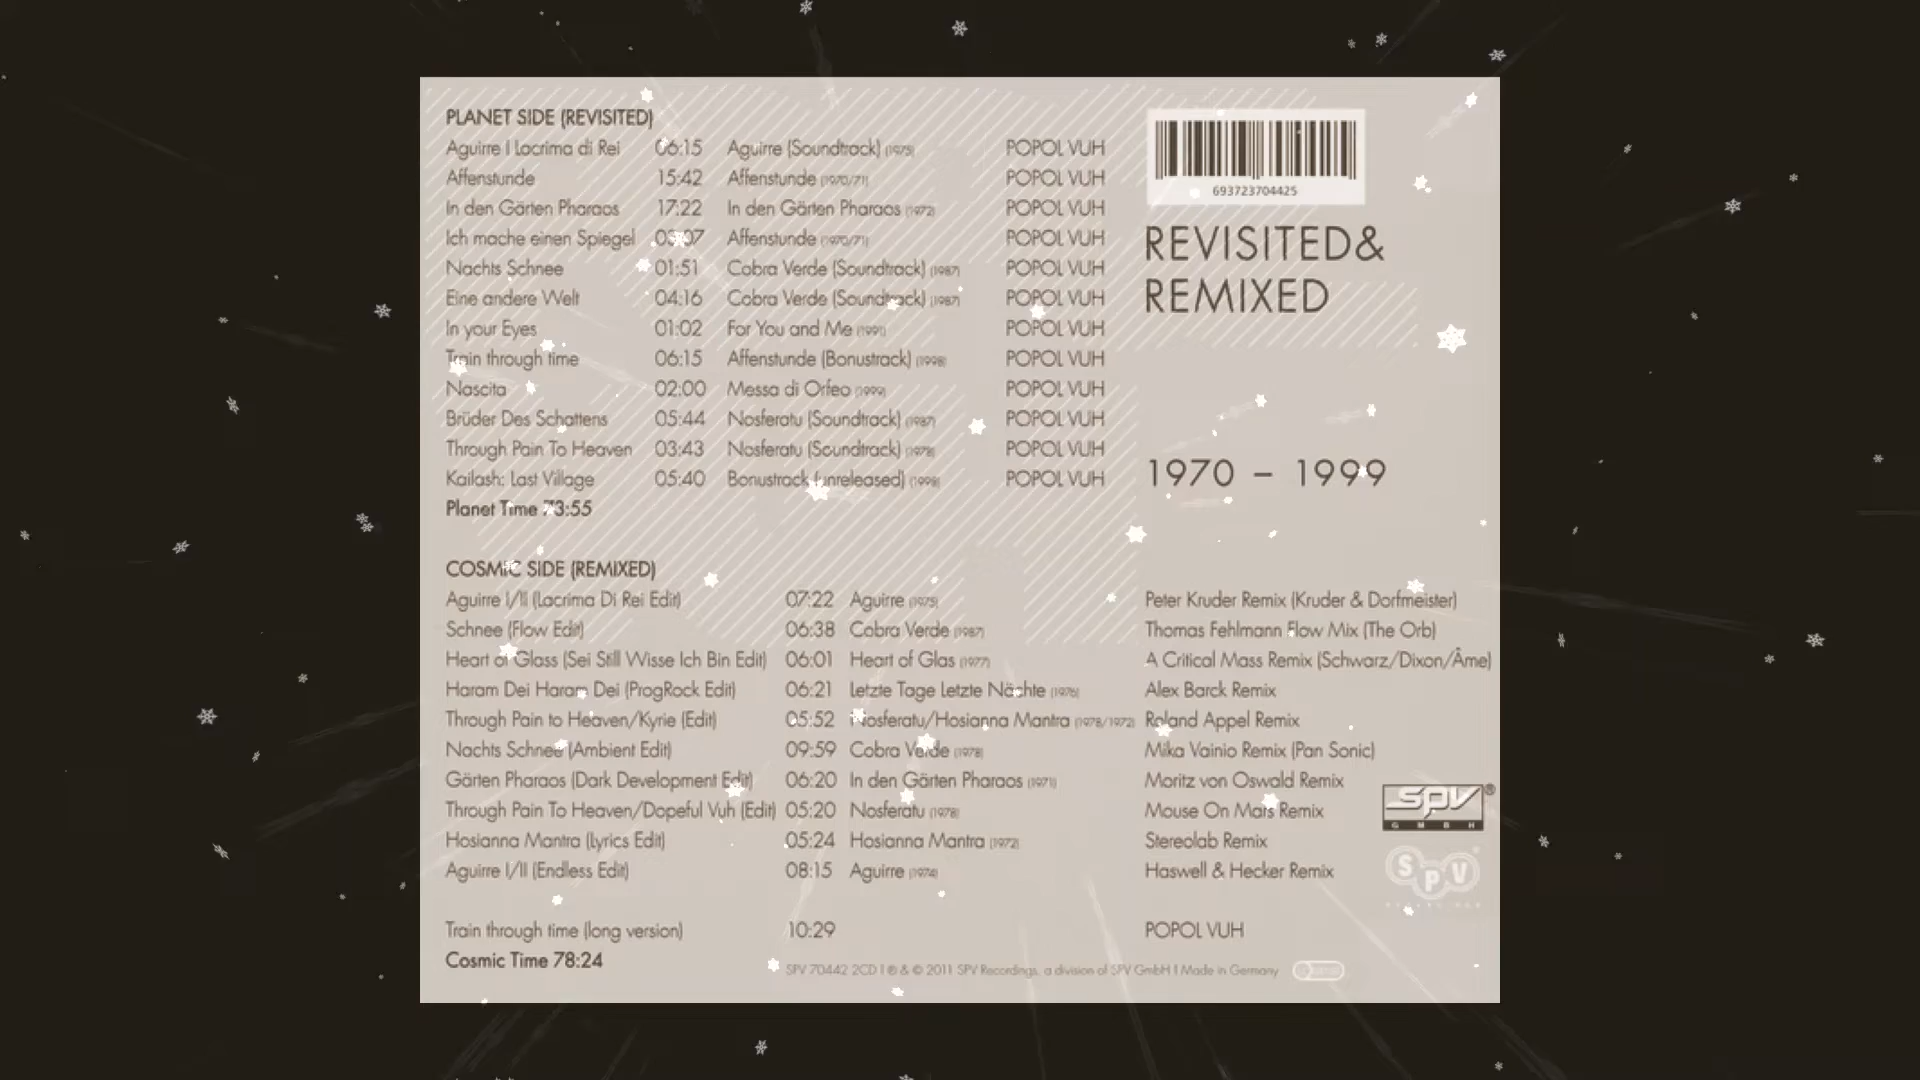 PLANET SIDE (REVISITED)
Aguirre I Lacrima di Rei 06:15 Aguirre (Soundtrack) (1975) POPOL VUH
Affenstunde 15:42 Affenstunde (1970/71) POPOL VUH
In den Gärten Pharaos 17:22 In den Gärten Pharaos (1972) POPOL VUH
Ich mache einen Spiegel 03:07 Affenstunde (1970/71) POPOL VUH
Nachts Schnee 01:51 Cobra Verde (Soundtrack) (1987) POPOL VUH
Eine andere Welt 04:16 Cobra Verde (Soundtrack) (1987) POPOL VUH
In your Eyes 01:02 For You and Me (1991) POPOL VUH
Train through time 06:15 Affenstunde (Bonustrack) (1998) POPOL VUH
Nascita 02:00 Messa di Orfeo (1999) POPOL VUH
Brüder Des Schattens 05:44 Nosferatu (Soundtrack) (1987) POPOL VUH
Through Pain To Heaven 03:43 Nosferatu (Soundtrack) (1978) POPOL VUH
Kailash: Last Village 05:40 Bonustrack (unreleased) (1998) POPOL VUH
Planet Time 73:55
693723704425
REVISITED&
REMIXED
1970 – 1999
COSMIC SIDE (REMIXED)
Aguirre I/II (Lacrima Di Rei Edit) 07:22 Aguirre (1975) Peter Kruder Remix (Kruder & Dorfmeister)
Schnee (Flow Edit) 06:38 Cobra Verde (1987) Thomas Fehlmann Flow Mix (The Orb)
Heart of Glass (Sei Still Wisse Ich Bin Edit) 06:01 Heart of Glas (1977) A Critical Mass Remix (Schwarz/Dixon/Âme)
Haram Dei Haram Dei (ProgRock Edit) 06:21 Letzte Tage Letzte Nächte (1976) Alex Barck Remix
Through Pain to Heaven/Kyrie (Edit) 05:52 Nosferatu/Hosianna Mantra (1978/1972) Roland Appel Remix
Nachts Schnee (Ambient Edit) 09:59 Cobra Verde (1978) Mika Vainio Remix (Pan Sonic)
Gärten Pharaos (Dark Development Edit) 06:20 In den Gärten Pharaos (1971) Moritz von Oswald Remix
Through Pain To Heaven/Dopeful Vuh (Edit) 05:20 Nosferatu (1978) Mouse On Mars Remix
Hosianna Mantra (Lyrics Edit) 05:24 Hosianna Mantra (1972) Stereolab Remix
Aguirre I/II (Endless Edit) 08:15 Aguirre (1974) Haswell & Hecker Remix
SPV®
GMBH
SPV
Train through time (long version) 10:29 POPOL VUH
Cosmic Time 78:24
SPV 70442 2CD I ℗ & © 2011 SPV Recordings, a division of SPV GmbH I Made in Germany